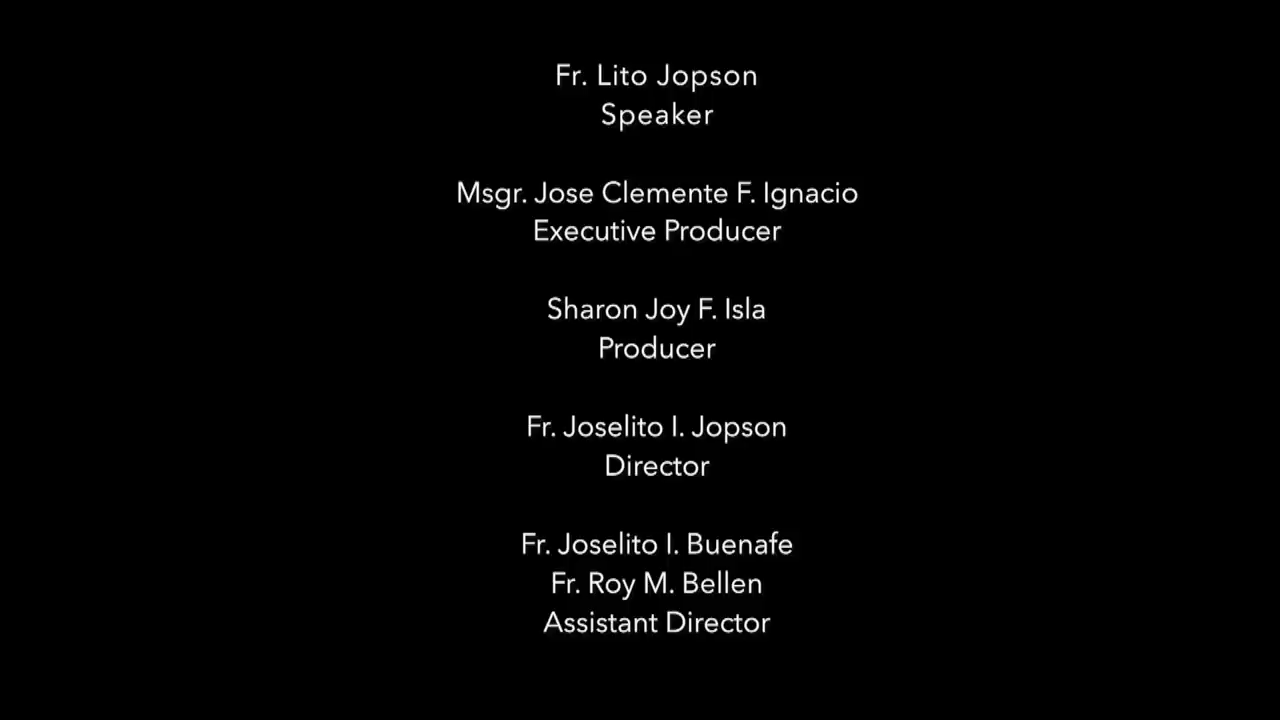 Fr. Lito Jopson
Speaker
Msgr. Jose Clemente F. Ignacio
Executive Producer
Sharon Joy F. Isla
Producer
Fr. Joselito I. Jopson
Director
Fr. Joselito I. Buenafe
Fr. Roy M. Bellen
Assistant Director